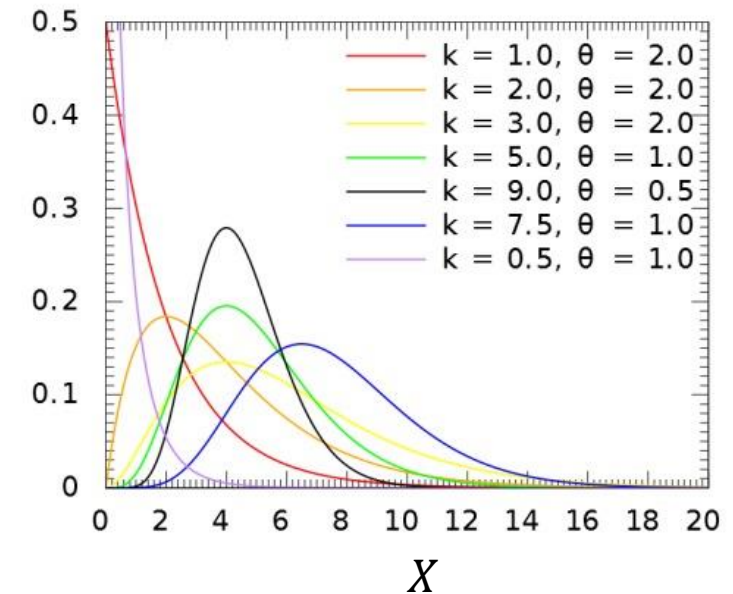 0.5
0.4
0.3
0.2
0.1
0
k = 1.0, θ = 2.0
k = 2.0, θ = 2.0
k = 3.0, θ = 2.0
k = 5.0, θ = 1.0
k = 9.0, θ = 0.5
k = 7.5, θ = 1.0
k = 0.5, θ = 1.0
0 2 4 6 8 10 12 14 16 18 20
X